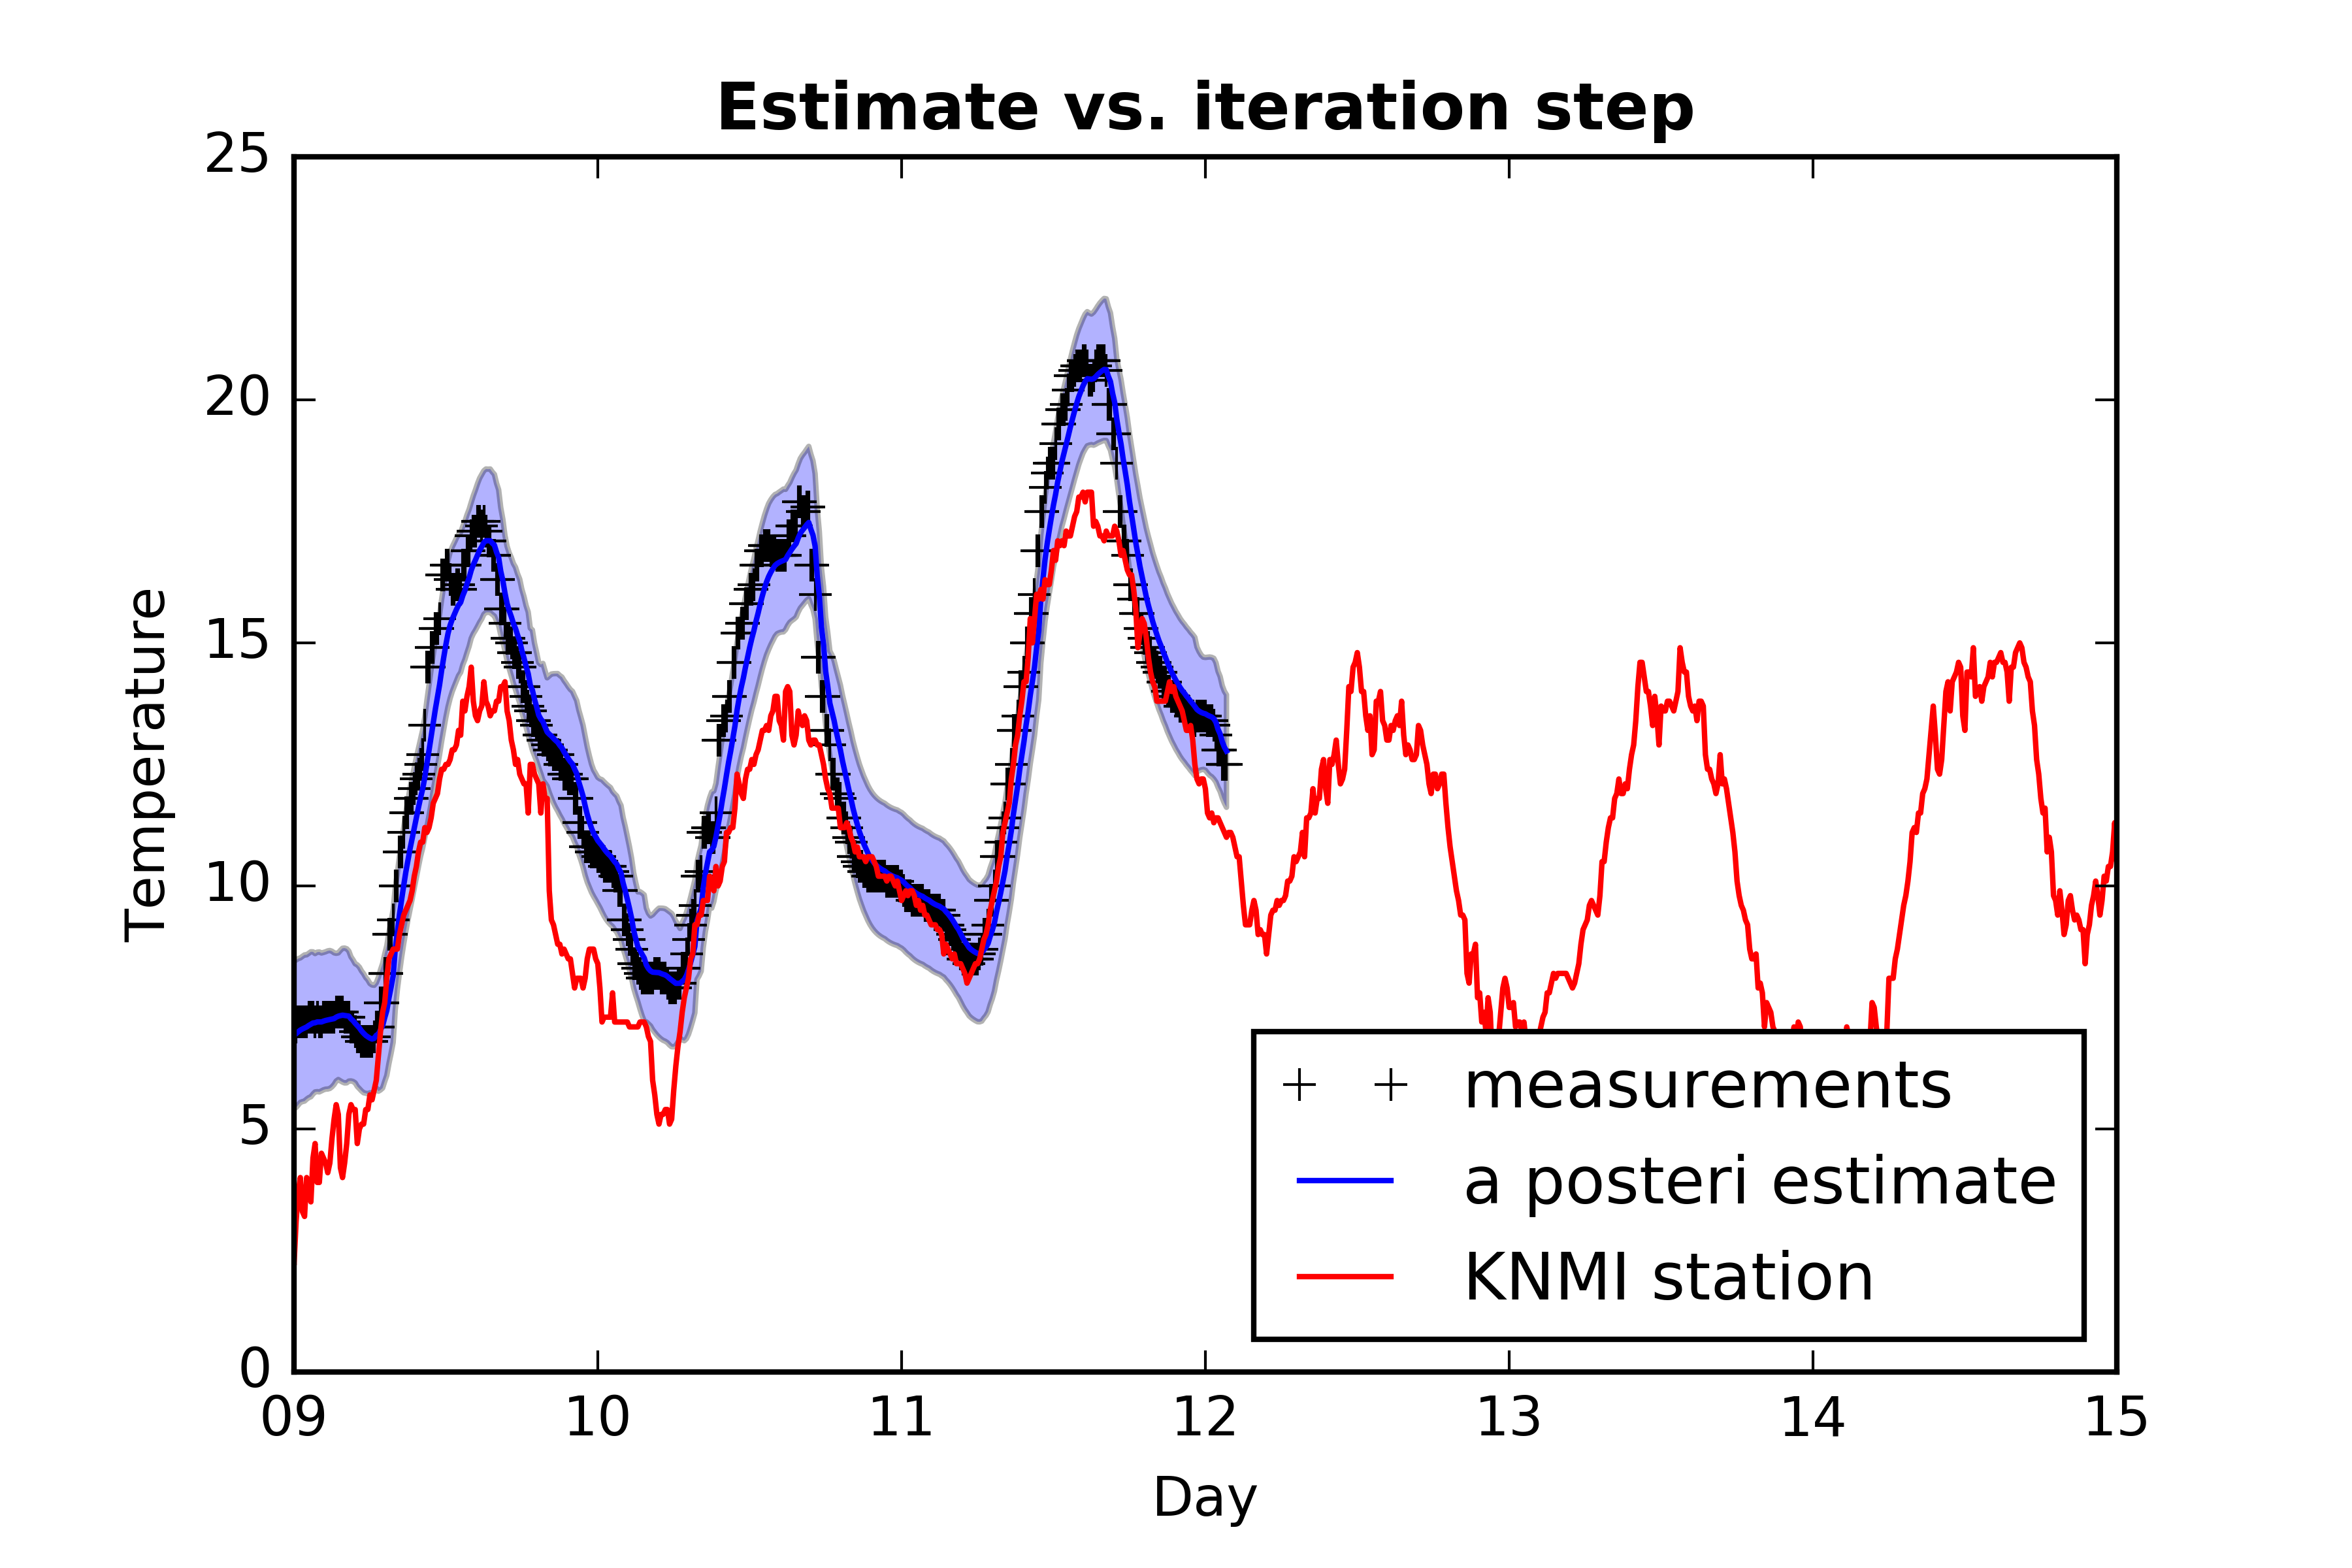 Estimate vs. iteration step
25
20
15
10
5
0
Temperature
09 10 11 12 13 14 15
Day
measurements
a posteri estimate
KNMI station